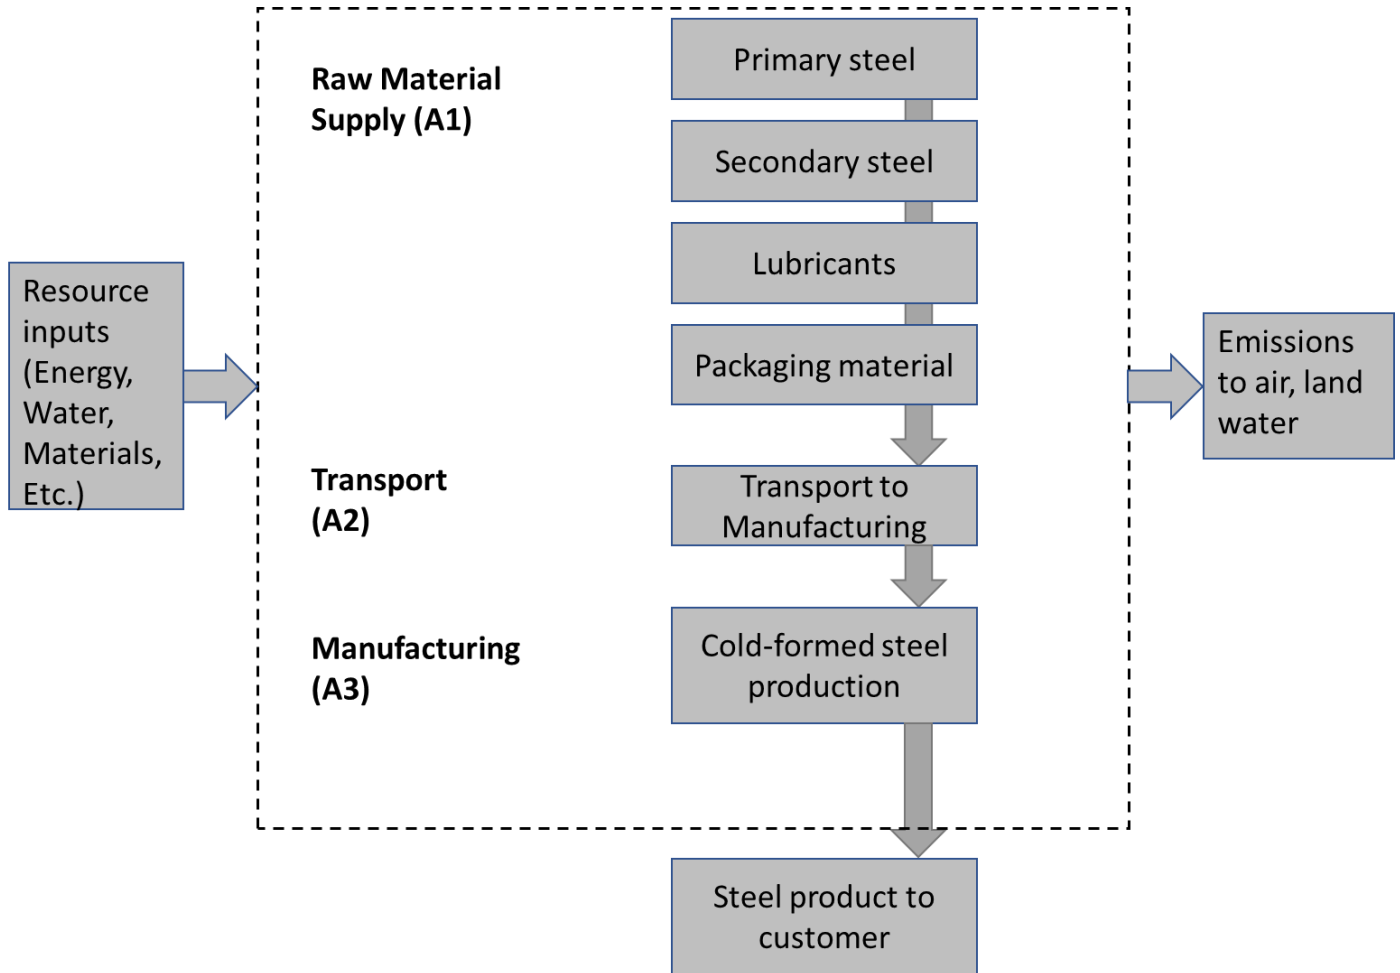 Raw Material
Supply (A1)
Primary steel
Secondary steel
Lubricants
Packaging material
Resource
inputs
(Energy,
Water,
Materials,
Etc.)
Emissions
to air, land
water
Transport
(A2)
Transport to
Manufacturing
Manufacturing
(A3)
Cold-formed steel
production
Steel product to
customer